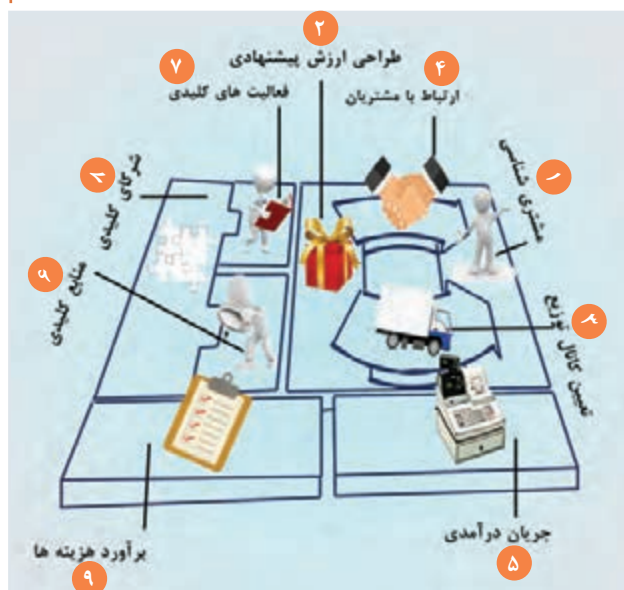 ۲
طراحی ارزش پیشنهادی
۷
فعالیت های کلیدی
۴
ارتباط با مشتریان
۱
مشتری شناسی
۸
شرکای کلیدی
۶
منابع کلیدی
۳
تعیین کانال توزیع
جریان درآمدی
۵
برآورد هزینه ها
۹